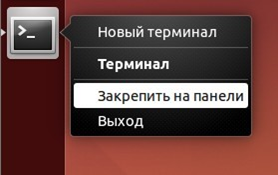 Новый терминал
Терминал
Закрепить на панели
Выход